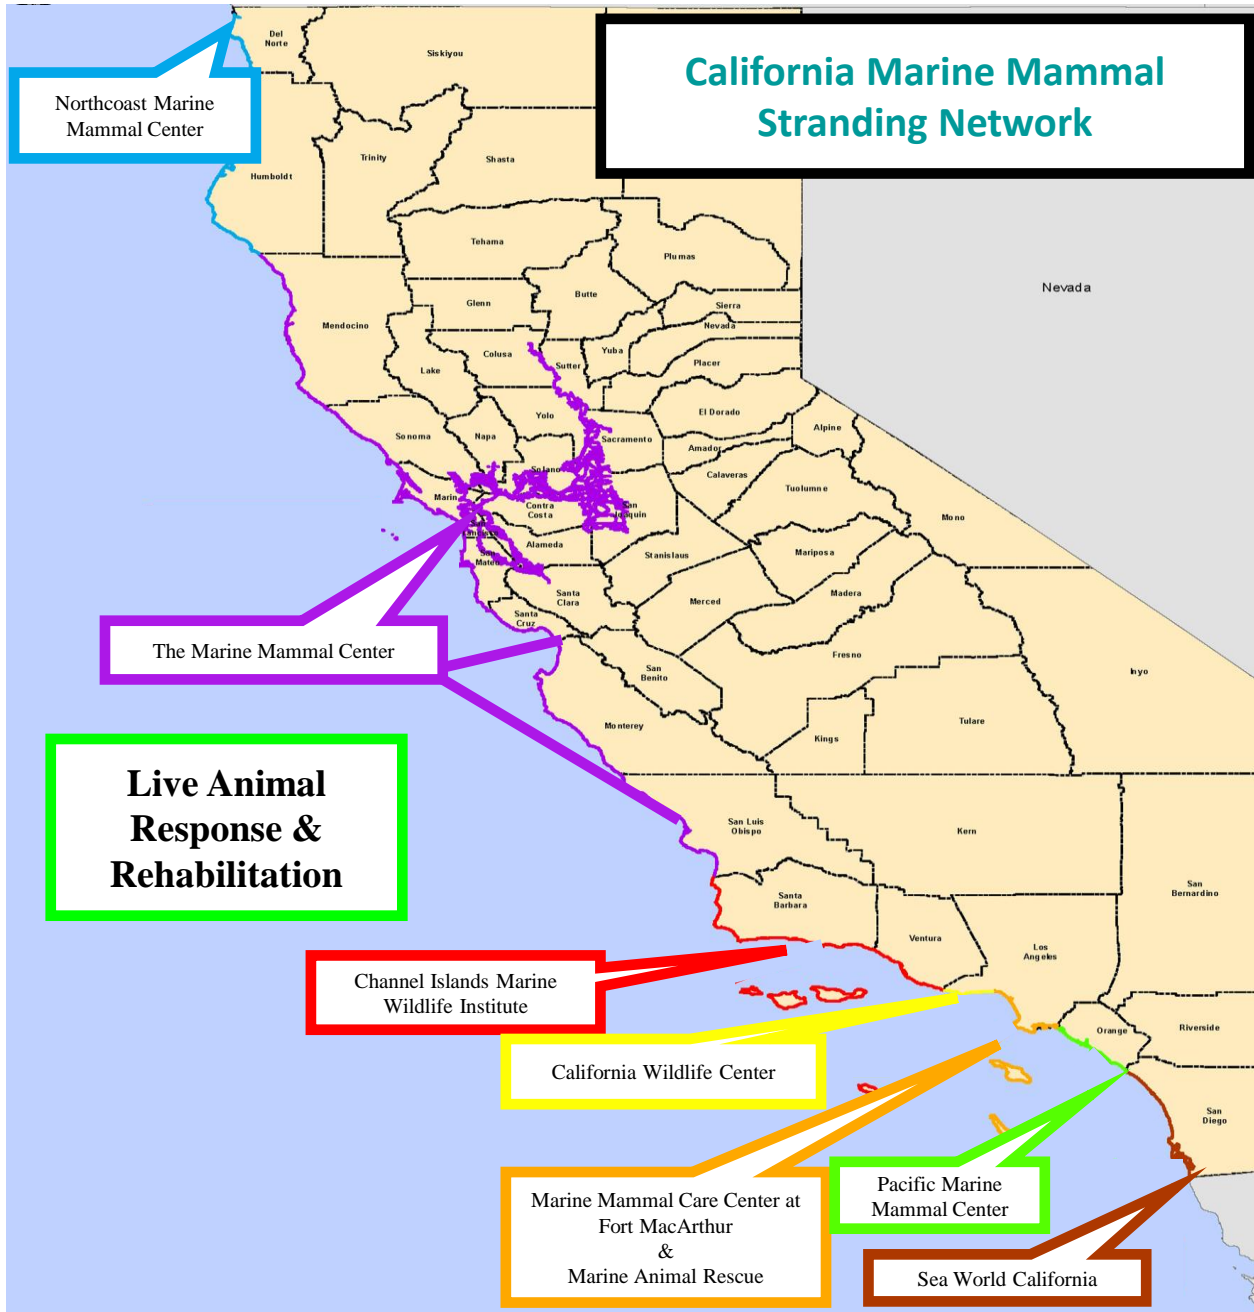 California Marine Mammal
Stranding Network
Del
Norte
Siskiyou
Northcoast Marine
Mammal Center
Trinity
Shasta
Humboldt
Tehama
Plumas
Nevada
Butte
Glenn
Sierra
Mendocino
Nevada
Colusa
Yuba
Lake
Sutter
Placer
El Dorado
Yolo
Sonoma
Napa
Sacramento
Alpine
Amador
Solano
Calaveras
Marin
Tuolumne
Contra
Costa
San
Joaquin
Mono
San
Alameda
Stanislaus
Mariposa
San
Mateo
Madera
Santa
Clara
Merced
Santa
Cruz
The Marine Mammal Center
Fresno
San
Benito
Inyo
Monterey
Kings
Tulare
Live Animal
Response &
Rehabilitation
San Luis
Obispo
Kern
San
Bernardino
Santa
Barbara
Ventura
Los
Angeles
Channel Islands Marine
Wildlife Institute
Orange
Riverside
California Wildlife Center
San
Diego
Marine Mammal Care Center at
Fort MacArthur
&
Marine Animal Rescue
Pacific Marine
Mammal Center
Sea World California